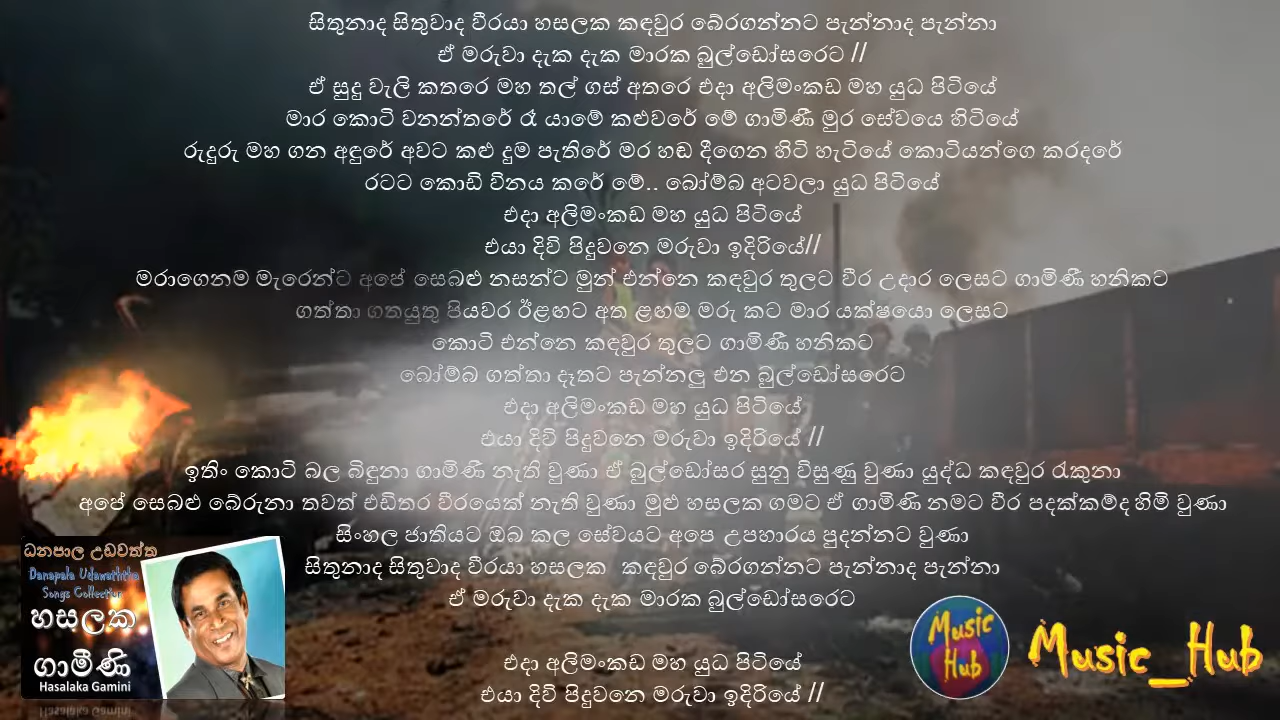 සිතුනාද සිතුවාද වීරයා හසලක කඳවුර බේරගන්නට පැන්නාද පැන්නා
ඒ මරුවා දැක දැක මාරක බුල්ඩෝසරෙට //
ඒ සුදු වැලි කතරෙ මහ තල් ගස් අතරෙ එදා අලිමංකඩ මහ යුධ පිටියේ
මාර කොටි වනන්තරේ රෑ යාමේ කළුවරේ මේ ගාමිණී මුර සේවයෙ හිටියේ
රුදුරු මහ ගන අඳුරේ අවට කළු දුම පැතිරේ මර හඬ දීගෙන හිටි හැටියේ කොටියන්ගෙ කරදරේ
රටට කොඩි විනය කරේ මේ.. බෝම්බ අටවලා යුධ පිටියේ
එදා අලිමංකඩ මහ යුධ පිටියේ
එයා දිවි පිදුවනෙ මරුවා ඉදිරියේ//
මරාගෙනම මැරෙන්ට අපේ සෙබළු නසන්ට මුන් එන්නෙ කඳවුර තුලට වීර උදාර ලෙසට ගාමිණී හනිකට
ගත්තා ගතයුතු පියවර ඊළඟට අත ළඟම මරු කට මාර යක්ෂයො ලෙසට
කොටි එන්නෙ කඳවුර තුලට ගාමිණී හනිකට
බෝම්බ ගත්තා දෑතට පැන්නලු එන බුල්ඩෝසරෙට
එදා අලිමංකඩ මහ යුධ පිටියේ
එයා දිවි පිදුවනෙ මරුවා ඉදිරියේ //
ඉතිං කොටි බල බිඳුනා ගාමිණී නැති වුණා ඒ බුල්ඩෝසර සුනු විසුණු වුණා යුද්ධ කඳවුර රැකුනා
අපේ සෙබළු බේරුනා තවත් එඩිතර වීරයෙක් නැති වුණා මුළු හසලක ගමට ඒ ගාමිණි නමට වීර පදක්කම්ද හිමි වුණා
සිංහල ජාතියට ඔබ කල සේවයට අපෙ උපහාරය පුදන්නට වුණා
සිතුනාද සිතුවාද වීරයා හසලක කඳවුර බේරගන්නට පැන්නාද පැන්නා
ඒ මරුවා දැක දැක මාරක බුල්ඩෝසරෙට
එදා අලිමංකඩ මහ යුධ පිටියේ
එයා දිවි පිදුවනෙ මරුවා ඉදිරියේ //
ධනපාල උඩවත්ත
Danapala Udawaththa
Songs Collection
හසලක
ගාමීණි
Hasalaka Gamini
Music
Hub
Music_Hub